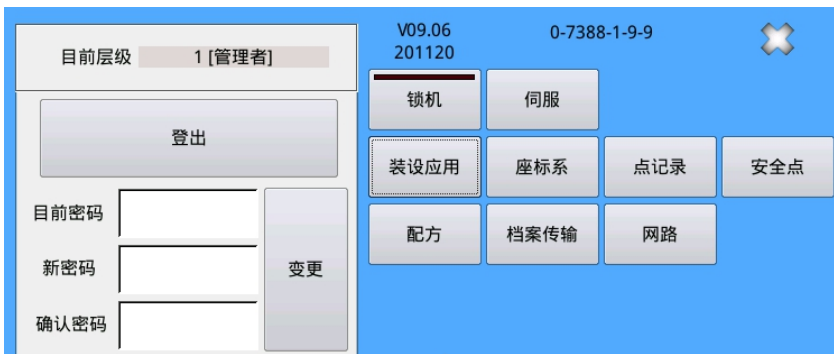 目前层级 1 [管理者]
登出
目前密码
新密码
确认密码
变更
V09.06
201120
0-7388-1-9-9
锁机 伺服
装设应用 座标系 点记录 安全点
配方 档案传输 网路